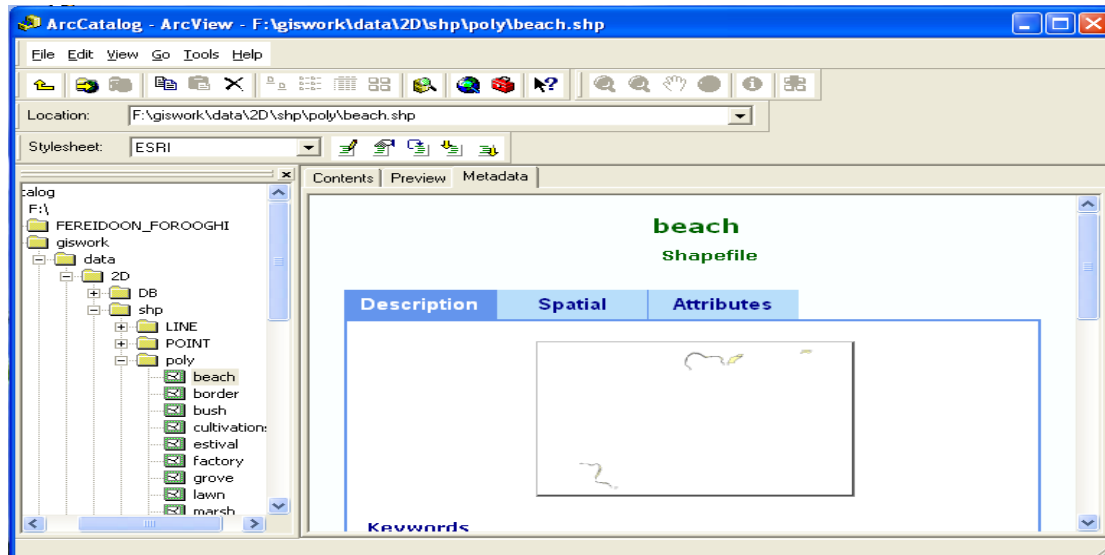 ArcCatalog - ArcView - F:\giswork\data\2D\shp\poly\beach.shp
File Edit View Go Tools Help
Location: F:\giswork\data\2D\shp\poly\beach.shp
Stylesheet: ESRI
Contents Preview Metadata
talog
F:\
FEREIDOON_FOROOGHI
giswork
data
2D
DB
shp
LINE
POINT
poly
beach
border
bush
cultivation
estival
factory
grove
lawn
marsh
beach
Shapefile
Description Spatial Attributes
Keywords